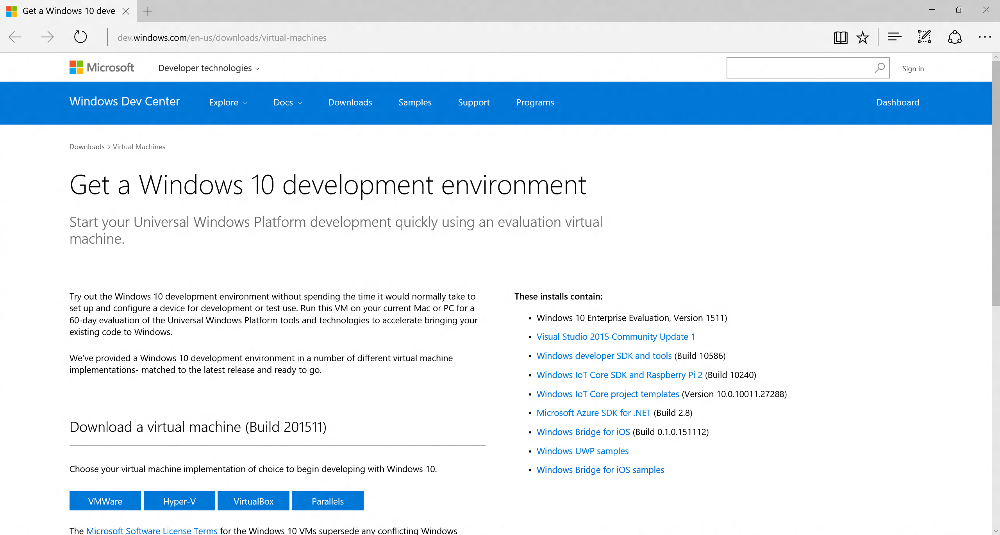 Get a Windows 10 deve
dev.windows.com/en-us/downloads/virtual-machines
Microsoft
Developer technologies
Sign in
Windows Dev Center
Explore
Docs
Downloads
Samples
Support
Programs
Dashboard
Downloads > Virtual Machines
Get a Windows 10 development environment
Start your Universal Windows Platform development quickly using an evaluation virtual
machine.
Try out the Windows 10 development environment without spending the time it would normally take to
set up and configure a device for development or test use. Run this VM on your current Mac or PC for a
60-day evaluation of the Universal Windows Platform tools and technologies to accelerate bringing your
existing code to Windows.
We’ve provided a Windows 10 development environment in a number of different virtual machine
implementations- matched to the latest release and ready to go.
Download a virtual machine (Build 201511)
Choose your virtual machine implementation of choice to begin developing with Windows 10.
VMWare
Hyper-V
VirtualBox
Parallels
The Microsoft Software License Terms for the Windows 10 VMs supersede any conflicting Windows
These installs contain:
• Windows 10 Enterprise Evaluation, Version 1511)
• Visual Studio 2015 Community Update 1
• Windows developer SDK and tools (Build 10586)
• Windows IoT Core SDK and Raspberry Pi 2 (Build 10240)
• Windows IoT Core project templates (Version 10.0.10011.27288)
• Microsoft Azure SDK for .NET (Build 2.8)
• Windows Bridge for iOS (Build 0.1.0.151112)
• Windows UWP samples
• Windows Bridge for iOS samples